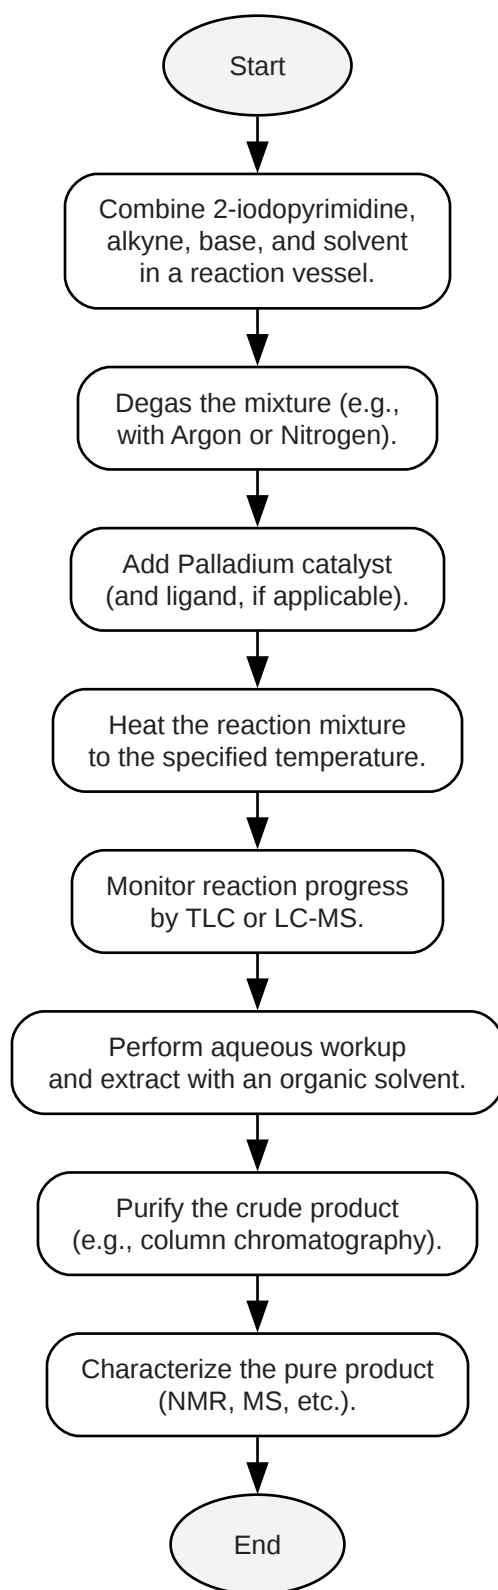 Start
Combine 2-iodopyrimidine,
alkyne, base, and solvent
in a reaction vessel.
Degas the mixture (e.g.,
with Argon or Nitrogen).
Add Palladium catalyst
(and ligand, if applicable).
Heat the reaction mixture
to the specified temperature.
Monitor reaction progress
by TLC or LC-MS.
Perform aqueous workup
and extract with an organic solvent.
Purify the crude product
(e.g., column chromatography).
Characterize the pure product
(NMR, MS, etc.).
End